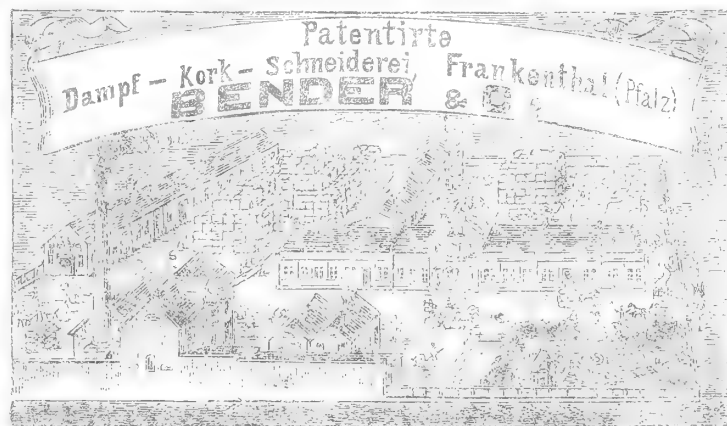 Patentirte
Dampf - Kork - Schneiderei, Frankenthal (Pfalz)
BENDER & C